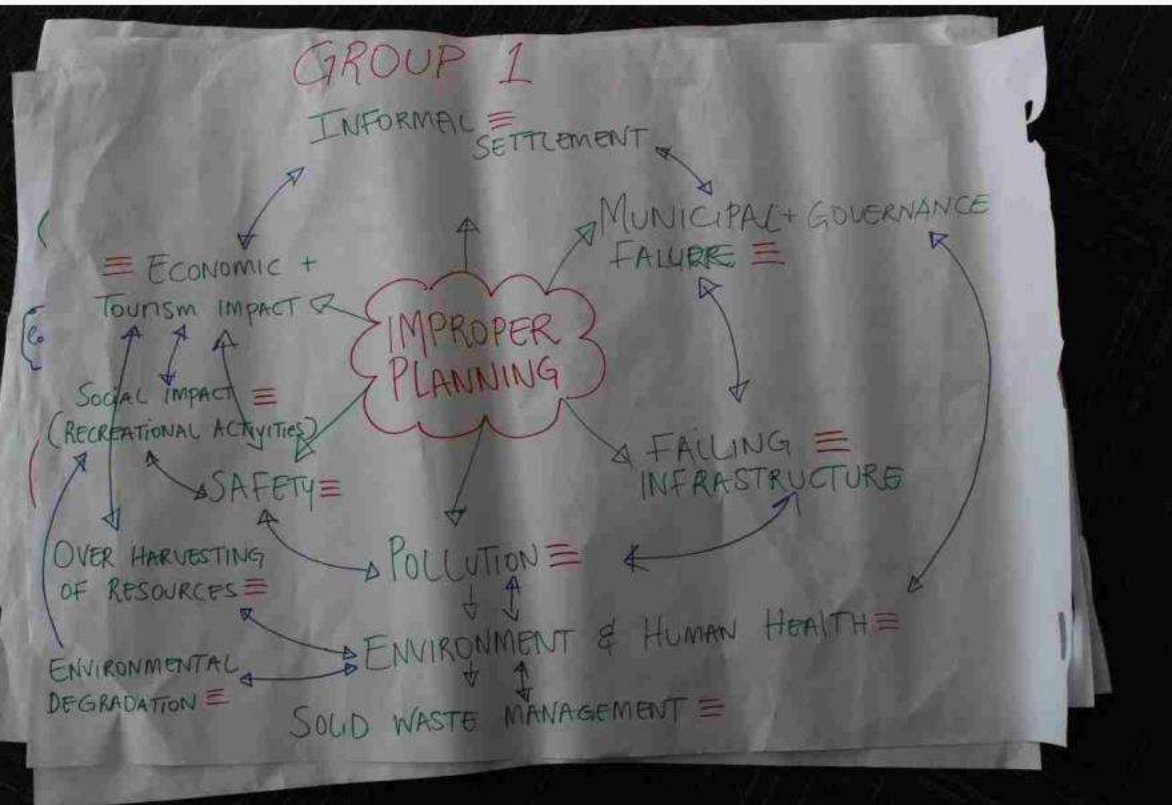 GROUP 1
INFORMAL
SETTLEMENT
MUNICIPAL + GOVERNANCE
FALURE
ECONOMIC +
TOURISM IMPACT
IMPROPER
PLANNING
SOCIAL IMPACT
(RECREATIONAL ACTIVITIES)
SAFETY
FAILING
INFRASTRUCTURE
OVER HARVESTING
OF RESOURCES
POLLUTION
ENVIRONMENT & HUMAN HEALTH
ENVIRONMENTAL
DEGRADATION
SOLID WASTE MANAGEMENT